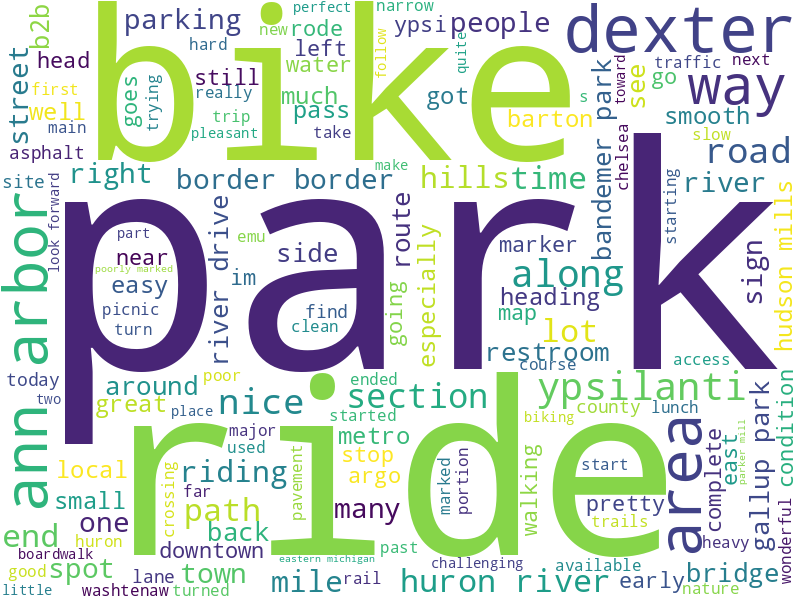 bike
park
ride
dexter
way
parking
b2b
head
street
well
first
main
asphalt
site
rode
left
water
still
really
hard
goes
trying
much
pass
trip
pleasant
take
perfect
new
narrow
follow
ypsi
people
quite
got
barton
s
make
right
border border
hills
time
bandemer park
chelsea
toward
see
go
traffic
next
smooth
slow
road
river
hudson mills
starting
sign
ann arbor
look forward
part
near
poorly marked
easy
picnic
turn
river drive
emu
im
side
find
clean
going
route
especially
marker
heading
map
along
lot
restroom
course
access
today
two
around
great
place
poor
nice
ended
started
section
metro
stop
argo
major
used
ypsilanti
county
lunch
biking
area
east
complete
parker mill
gallup park
condition
local
small
one
end
spot
boardwalk
good
huron
little
washtenaw
crossing
path
riding
far
back
downtown
town
lane
turned
pavement
eastern michigan
mile
rail
many
past
marked
portion
challenging
huron river
walking
start
pretty
trails
available
early
bridge
nature
heavy
wonderful